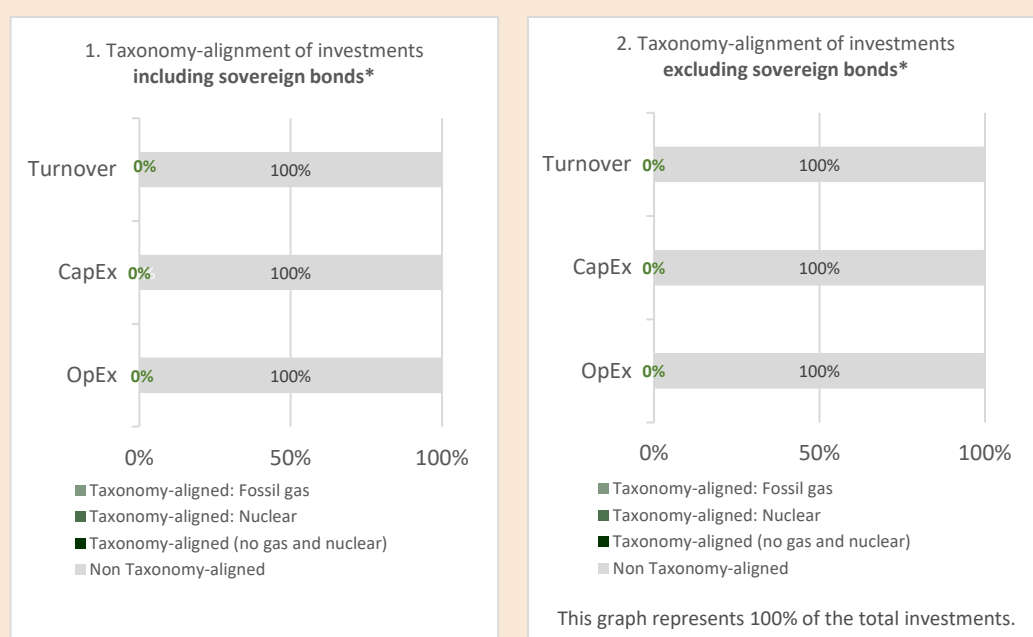 1. Taxonomy-alignment of investments
including sovereign bonds*
Turnover 0% 100%
CapEx 0% 100%
OpEx 0% 100%
0% 50% 100%
Taxonomy-aligned: Fossil gas
Taxonomy-aligned: Nuclear
Taxonomy-aligned (no gas and nuclear)
Non Taxonomy-aligned
2. Taxonomy-alignment of investments
excluding sovereign bonds*
Turnover 0% 100%
CapEx 0% 100%
OpEx 0% 100%
0% 50% 100%
Taxonomy-aligned: Fossil gas
Taxonomy-aligned: Nuclear
Taxonomy-aligned (no gas and nuclear)
Non Taxonomy-aligned
This graph represents 100% of the total investments.